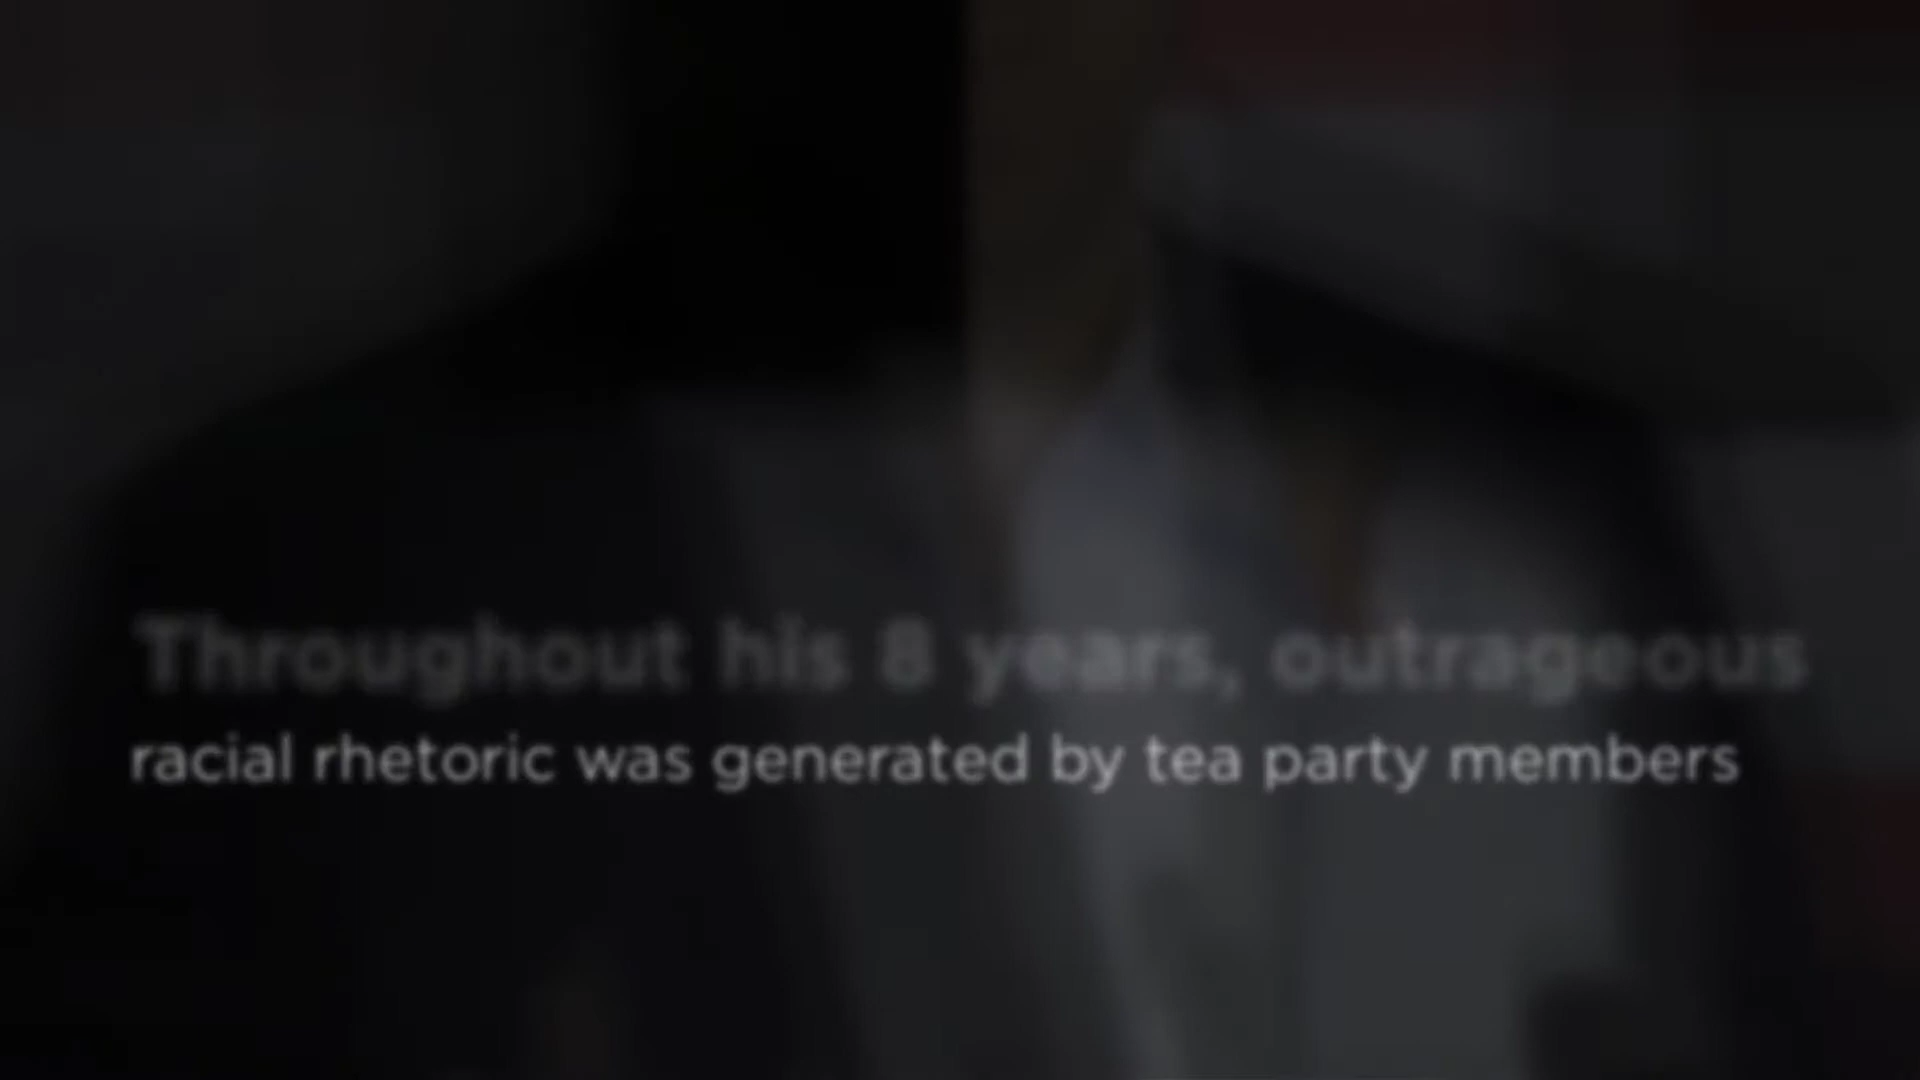 Throughout his 8 years, outrageous
racial rhetoric was generated by tea party members